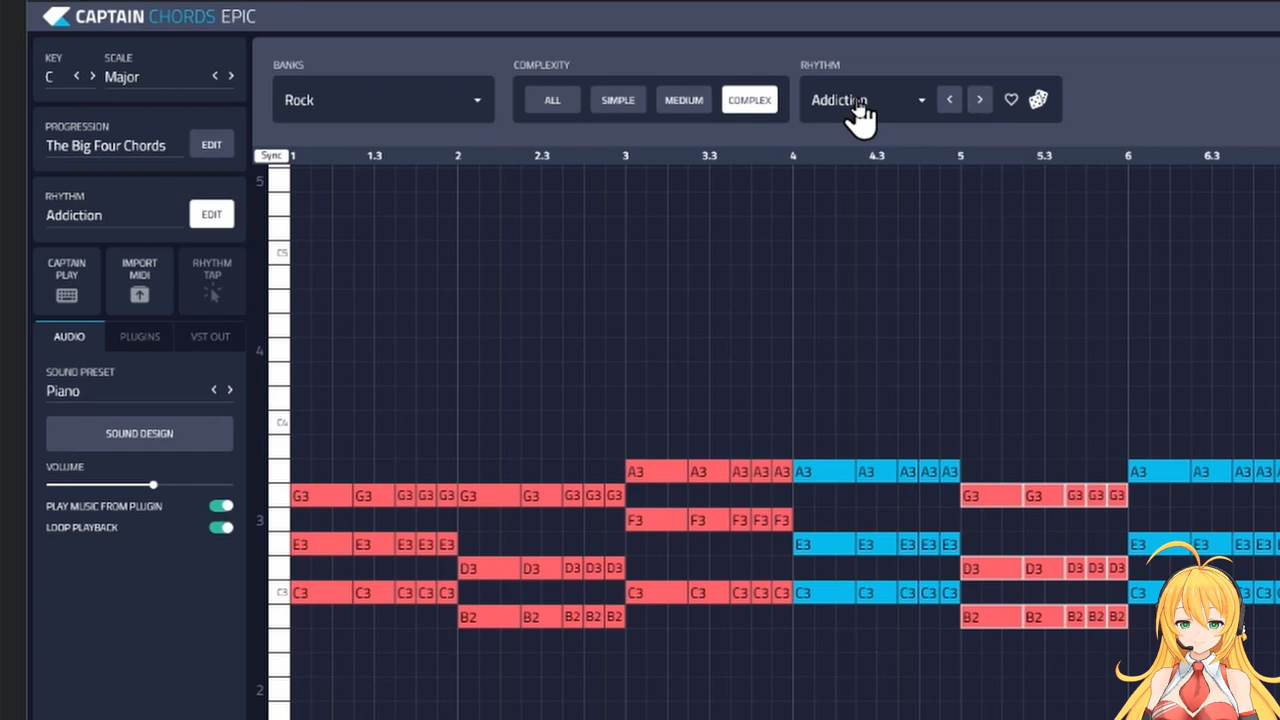 CAPTAIN CHORDS EPIC
KEY SCALE
C Major
BANKS COMPLEXITY RHYTHM
Rock ALL SIMPLE MEDIUM COMPLEX Addiction
PROGRESSION
The Big Four Chords EDIT
Sync 1 1.3 2 2.3 3 4 4.3 5 5.3 6 6.3
5
RHYTHM
Addiction EDIT
C5
CAPTAIN PLAY
IMPORT MIDI
RHYTHM TAP
AUDIO PLUGINS VST OUT
4
SOUND PRESET
Piano
C4
SOUND DESIGN
VOLUME
A3 A3 A3 A3 A3 A3 A3 A3 A3 A3 A3 A3 A3 A3
G3 G3 G3 G3 G3 G3 G3 G3 G3 G3 G3 G3 G3 G3 G3
PLAY MUSIC FROM PLUGIN
3
F3 F3 F3 F3 F3
LOOP PLAYBACK
E3 E3 E3 E3 E3 E3 E3 E3 E3 E3 E3 E3 E3 E3
D3 D3 D3 D3 D3 D3 D3 D3 D3 D3
C3 C3 C3 C3 C3 C3 C3 C3 C3 C3 C3 C3 C3 C3 C3 C3 C3
B2 B2 B2 B2 B2 B2 B2 B2 B2 B2
2